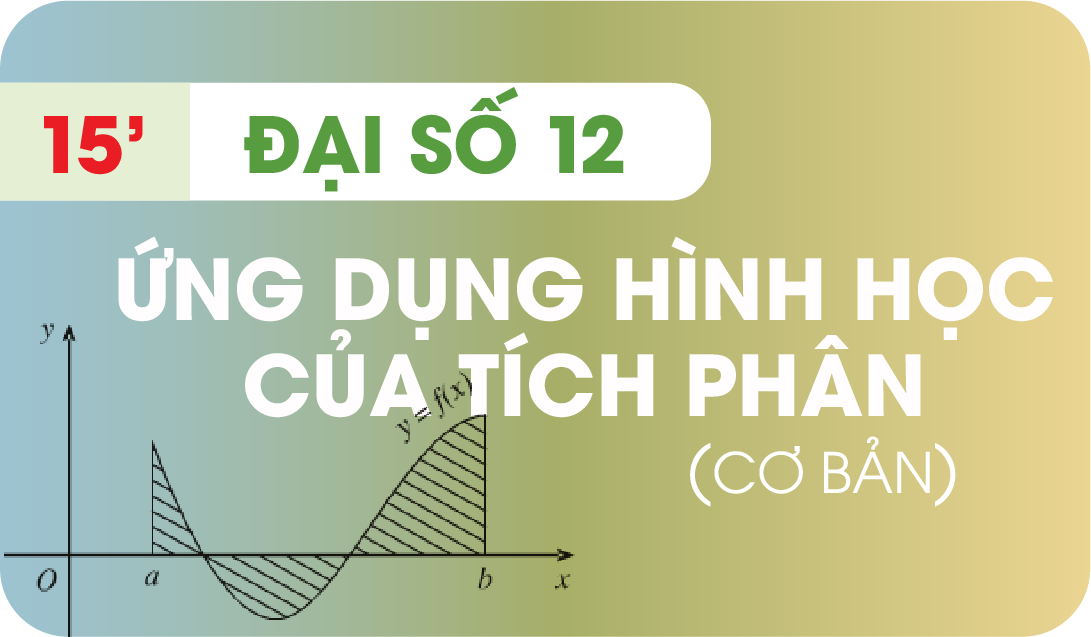 15’ ĐẠI SỐ 12
ỨNG DỤNG HÌNH HỌC
CỦA TÍCH PHÂN
(CƠ BẢN)
y
y = f(x)
O a b x